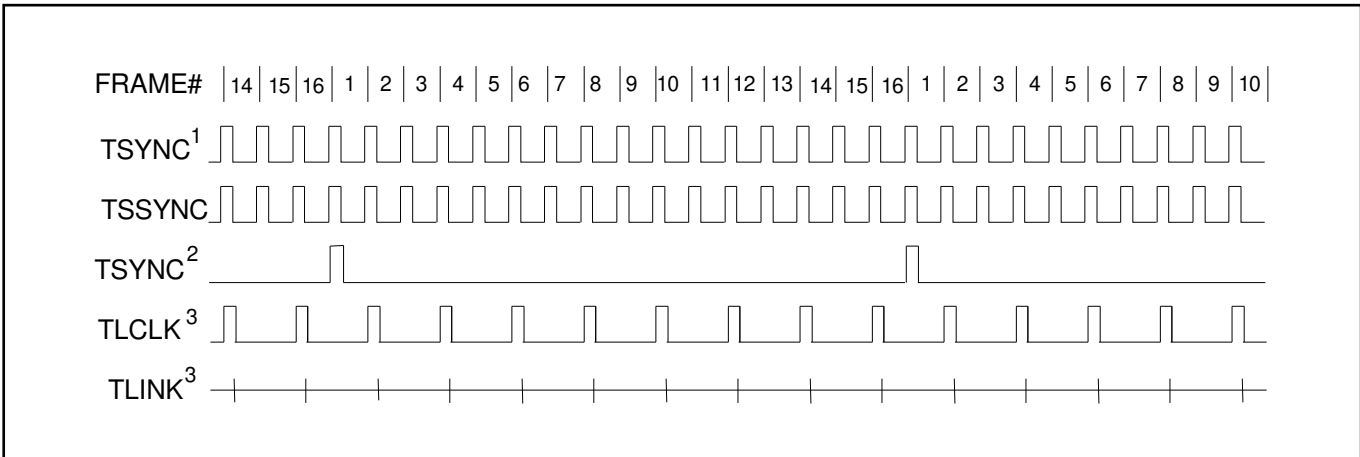 FRAME# 14 15 16 1 2 3 4 5 6 7 8 9 10 11 12 13 14 15 16 1 2 3 4 5 6 7 8 9 10
TSYNC1
TSSYNC
TSYNC2
TLCLK3
TLINK3